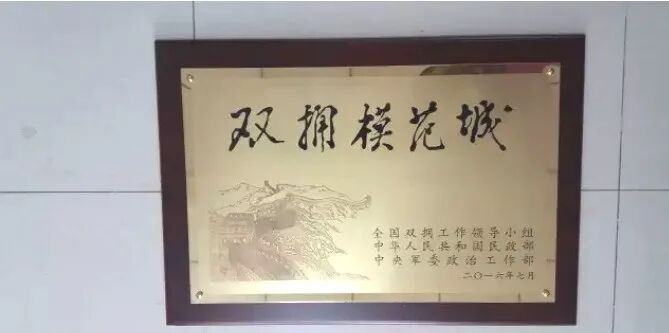 双拥模范城
全国双拥工作领导小组
中华人民共和国民政部
中央军委政治工作部
二〇一六年七月